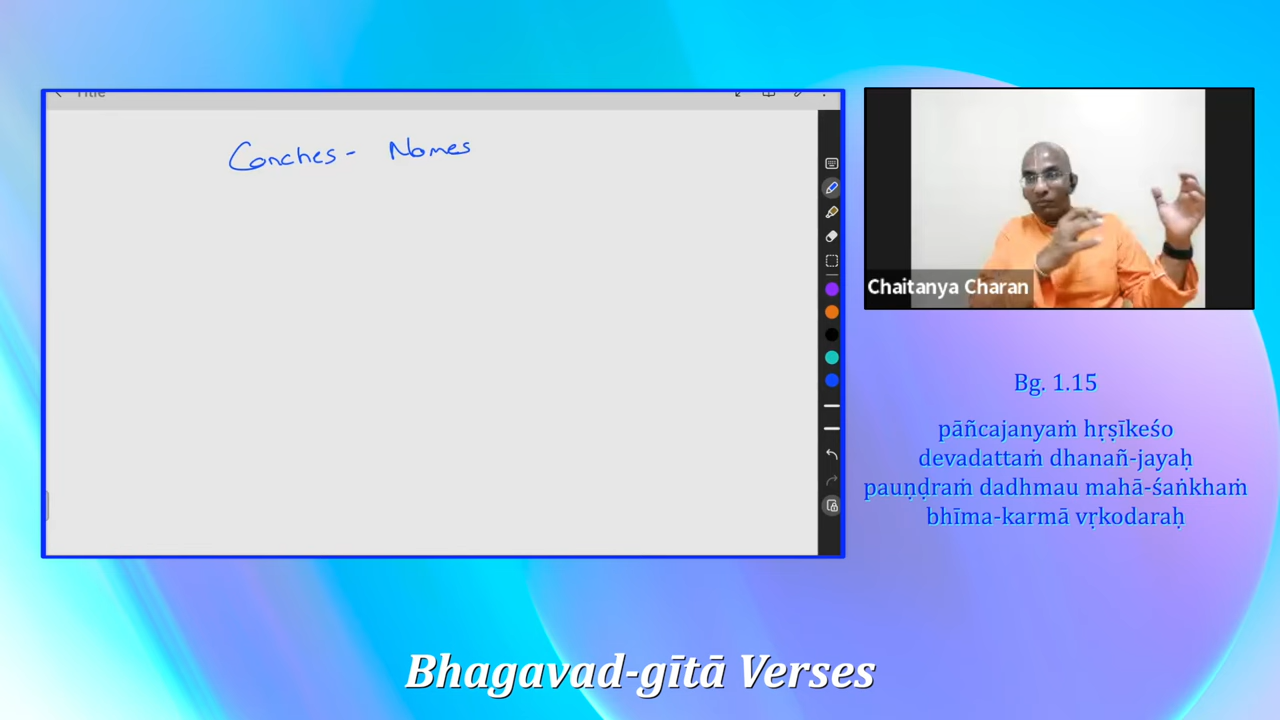 Title
Conches - Names
Chaitanya Charan
Bg. 1.15
pāñcajanyaṁ hṛṣīkeśo
devadattaṁ dhanañ-jayaḥ
pauṇḍraṁ dadhmau mahā-śaṅkhaṁ
bhīma-karmā vṛkodaraḥ
Bhagavad-gītā Verses